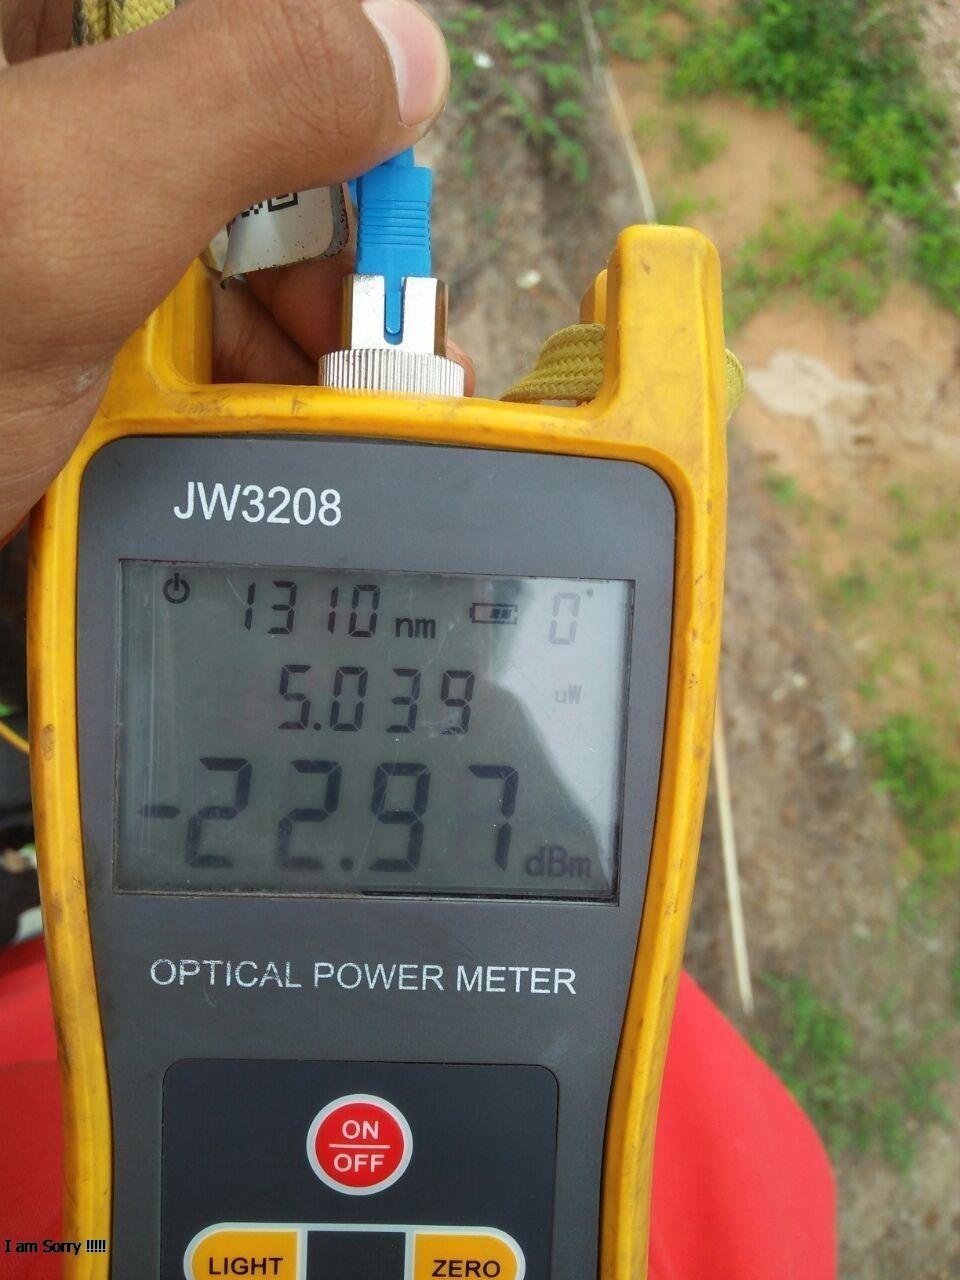 JW3208
1310 nm 0
5.039 uW
-22.97 dBm
OPTICAL POWER METER
ON
OFF
LIGHT
ZERO
I am Sorry !!!!!